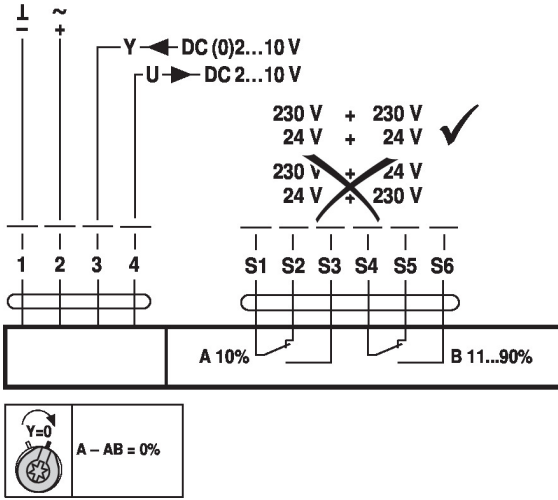 ⊥ ~
− +
Y DC (0)2...10 V
U DC 2...10 V
230 V + 230 V
24 V + 24 V
230 V + 24 V
24 V + 230 V
1 2 3 4 S1 S2 S3 S4 S5 S6
A 10% B 11...90%
Y=0
A – AB = 0%